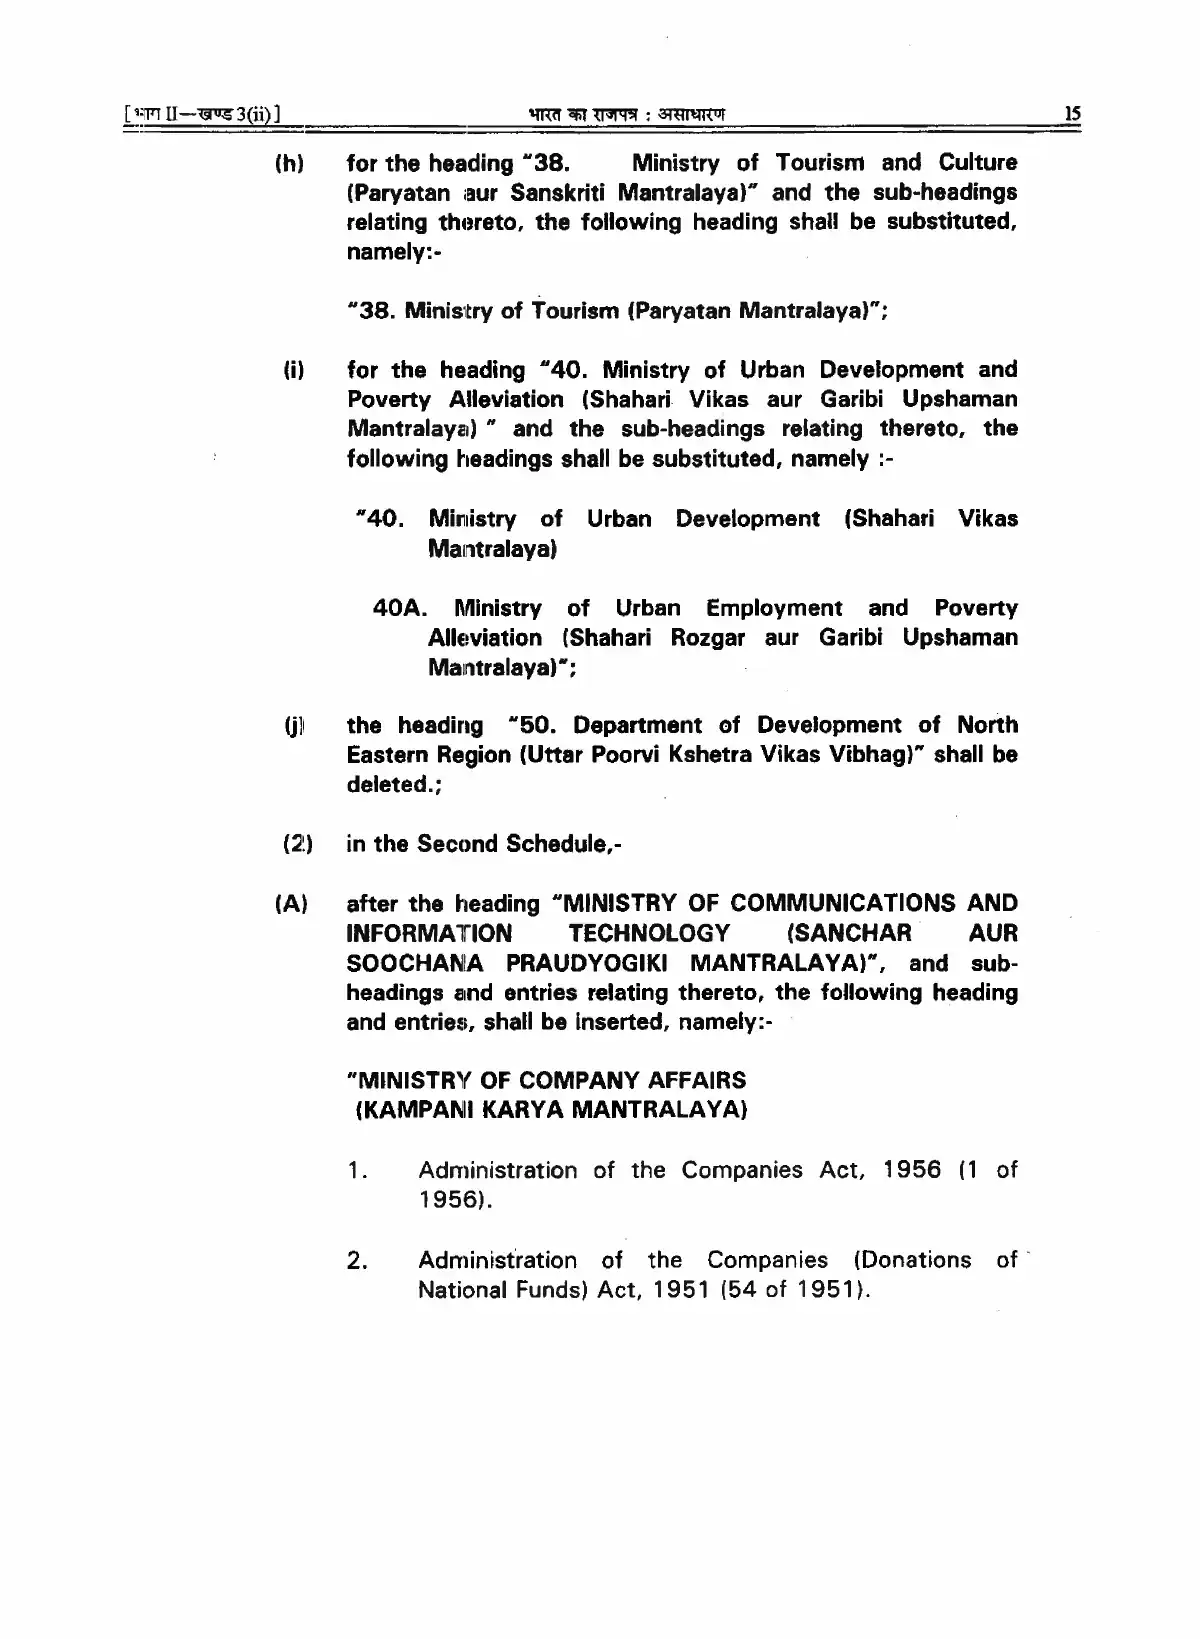 [ भाग II—खण्ड 3(ii) ] भारत का राजपत्र : असाधारण 15
(h) for the heading "38. Ministry of Tourism and Culture
(Paryatan aur Sanskriti Mantralaya)" and the sub-headings
relating thereto, the following heading shall be substituted,
namely:-
"38. Ministry of Tourism (Paryatan Mantralaya)";
(i) for the heading "40. Ministry of Urban Development and
Poverty Alleviation (Shahari Vikas aur Garibi Upshaman
Mantralaya) " and the sub-headings relating thereto, the
following headings shall be substituted, namely :-
"40. Ministry of Urban Development (Shahari Vikas
Mantralaya)
40A. Ministry of Urban Employment and Poverty
Alleviation (Shahari Rozgar aur Garibi Upshaman
Mantralaya)";
(j) the heading "50. Department of Development of North
Eastern Region (Uttar Poorvi Kshetra Vikas Vibhag)" shall be
deleted.;
(2) in the Second Schedule,-
(A) after the heading "MINISTRY OF COMMUNICATIONS AND
INFORMATION TECHNOLOGY (SANCHAR AUR
SOOCHANA PRAUDYOGIKI MANTRALAYA)", and sub-
headings and entries relating thereto, the following heading
and entries, shall be inserted, namely:-
"MINISTRY OF COMPANY AFFAIRS
(KAMPANI KARYA MANTRALAYA)
1. Administration of the Companies Act, 1956 (1 of
1956).
2. Administration of the Companies (Donations of
National Funds) Act, 1951 (54 of 1951).